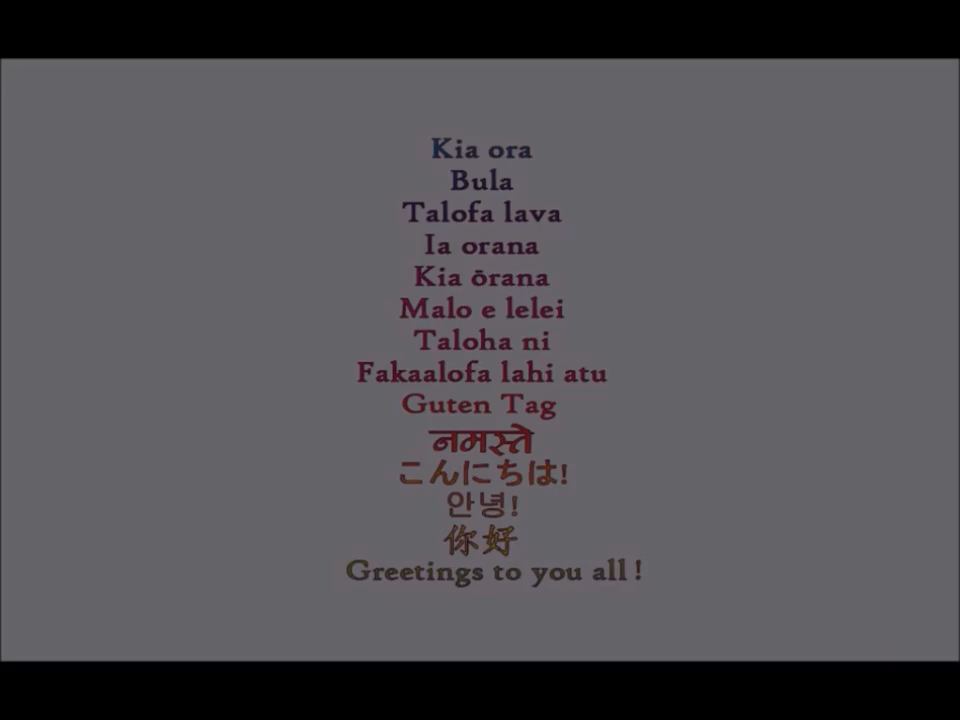 Kia ora
Bula
Talofa lava
Ia orana
Kia ōrana
Malo e lelei
Taloha ni
Fakaalofa lahi atu
Guten Tag
नमस्ते
こんにちは!
안녕!
你好
Greetings to you all !